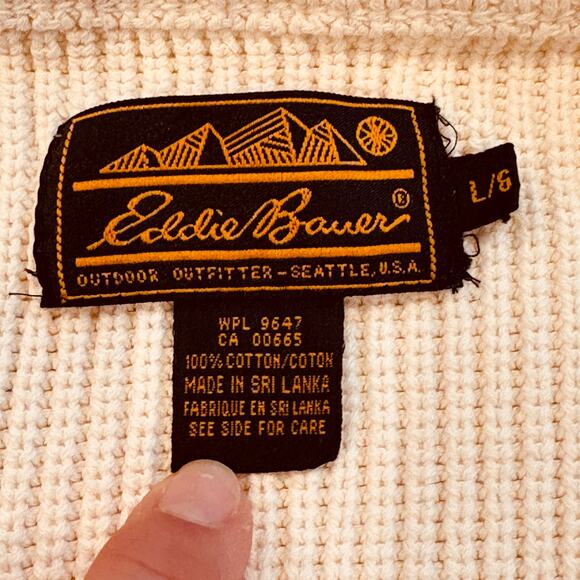 Eddie Bauer®
OUTDOOR OUTFITTER-SEATTLE, U.S.A.
L/G
WPL 9647
CA 00665
100% COTTON/COTON
MADE IN SRI LANKA
FABRIQUE EN SRI LANKA
SEE SIDE FOR CARE